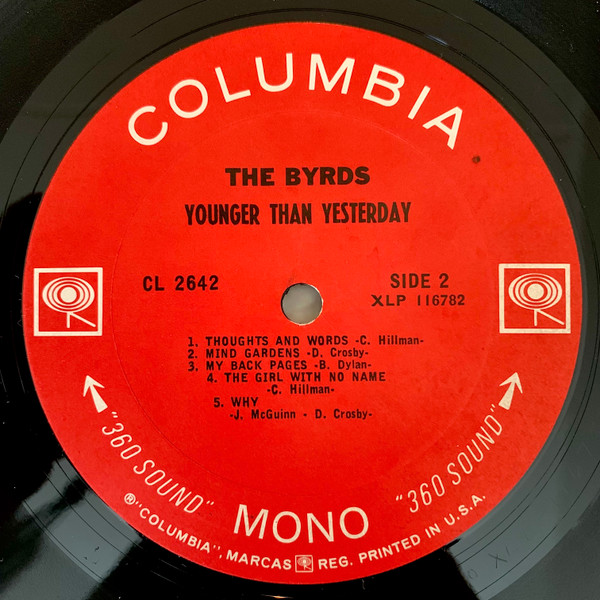 COLUMBIA
THE BYRDS
YOUNGER THAN YESTERDAY
CL 2642
SIDE 2
XLP 116782
1. THOUGHTS AND WORDS -C. Hillman-
2. MIND GARDENS -D. Crosby-
3. MY BACK PAGES -B. Dylan-
4. THE GIRL WITH NO NAME
-C. Hillman-
5. WHY
-J. McGuinn - D. Crosby-
"360 SOUND"
MONO
"360 SOUND"
®"COLUMBIA", MARCAS REG. PRINTED IN U.S.A.